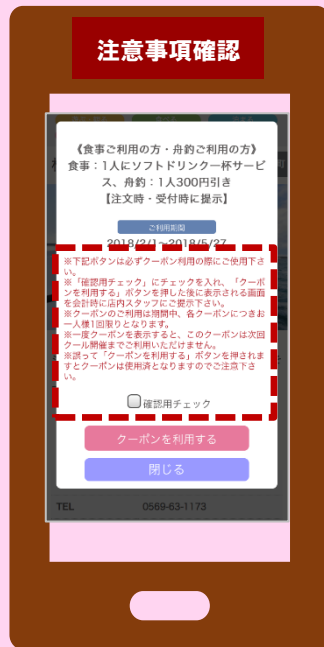 注意事項確認
《食事ご利用の方・舟釣ご利用の方》
食事：1人にソフトドリンク一杯サービ
ス、舟釣：1人300円引き
【注文時・受付時に提示】
ご利用期間
2018/2/1~2018/5/27
※下記ボタンは必ずクーポン利用の際にご使用下さ
い。
※「確認用チェック」にチェックを入れ、「クーポ
ンを利用する」ボタンを押した後に表示される画面
を会計時に店内スタッフにご提示下さい。
※クーポンのご利用は期間中、各クーポンにつきお
一人様1回限りとなります。
※一度クーポンを表示すると、このクーポンは次回
クール開催までご利用いただけません。
※誤って「クーポンを利用する」ボタンを押されま
すとクーポンは使用済となりますのでご注意下さ
い。
確認用チェック
クーポンを利用する
閉じる
TEL 0569-63-1173